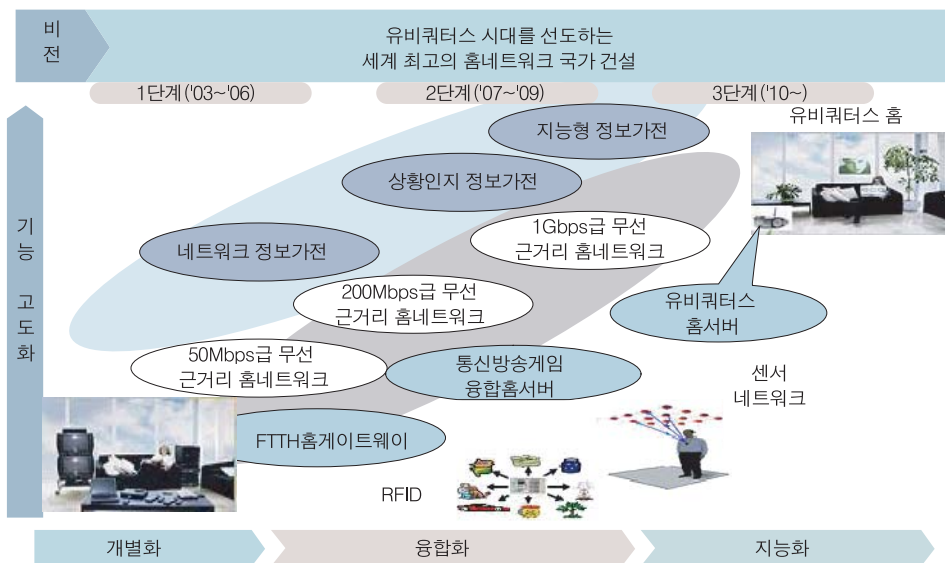 비
전
유비쿼터스 시대를 선도하는
세계 최고의 홈네트워크 국가 건설
1단계('03~'06)
2단계('07~'09)
3단계('10~)
유비쿼터스 홈
지능형 정보가전
상황인지 정보가전
네트워크 정보가전
1Gbps급 무선
근거리 홈네트워크
200Mbps급 무선
근거리 홈네트워크
유비쿼터스
홈서버
50Mbps급 무선
근거리 홈네트워크
통신방송게임
융합홈서버
센서
네트워크
FTTH홈게이트웨이
RFID
기
능
고
도
화
개별화
융합화
지능화